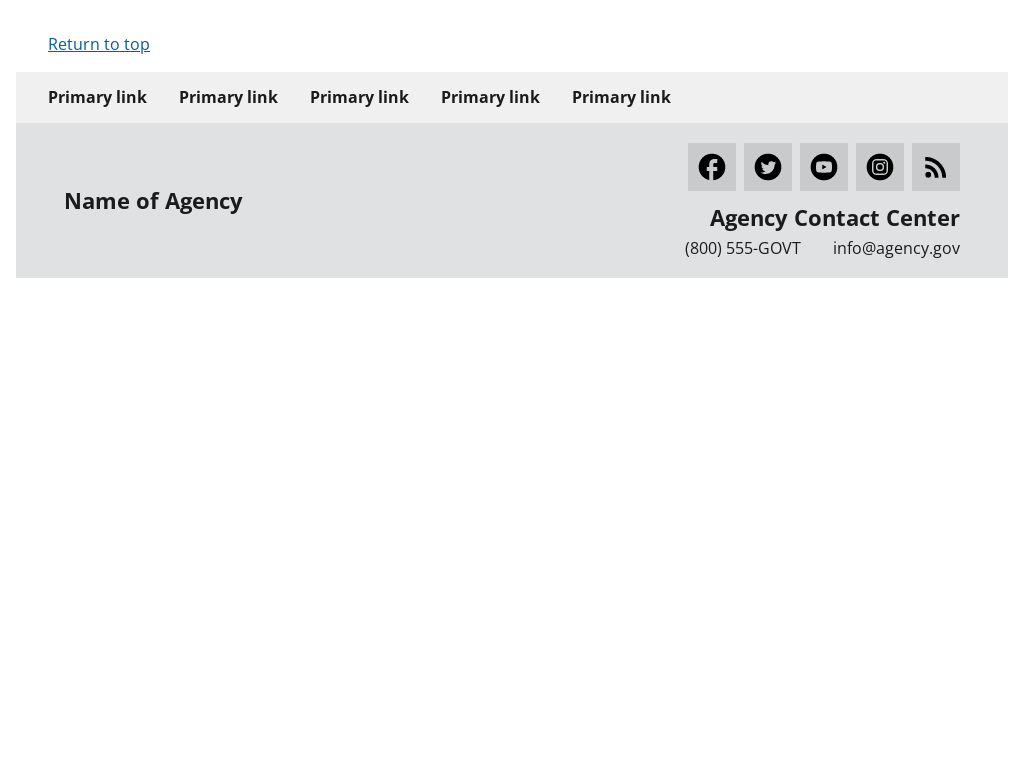 Return to top
Primary link Primary link Primary link Primary link Primary link
Name of Agency
Agency Contact Center
(800) 555-GOVT info@agency.gov